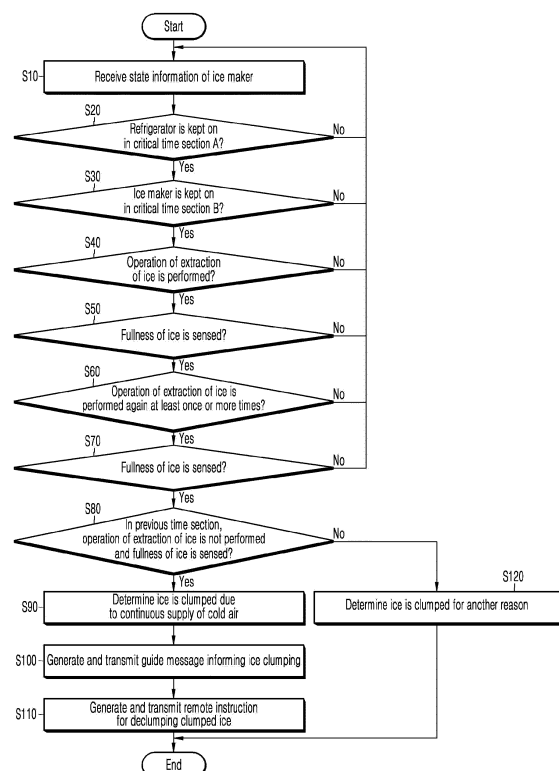 Start
S10
Receive state information of ice maker
S20
Refrigerator is kept on
in critical time section A?
No
Yes
S30
Ice maker is kept on
in critical time section B?
No
Yes
S40
Operation of extraction
of ice is performed?
No
Yes
S50
Fullness of ice is sensed?
No
Yes
S60
Operation of extraction of ice is
performed again at least once or more times?
No
Yes
S70
Fullness of ice is sensed?
No
Yes
S80
In previous time section,
operation of extraction of ice is not performed
and fullness of ice is sensed?
No
Yes
S90
Determine ice is clumped due
to continuous supply of cold air
S120
Determine ice is clumped for another reason
S100
Generate and transmit guide message informing ice clumping
S110
Generate and transmit remote instruction
for declumping clumped ice
End